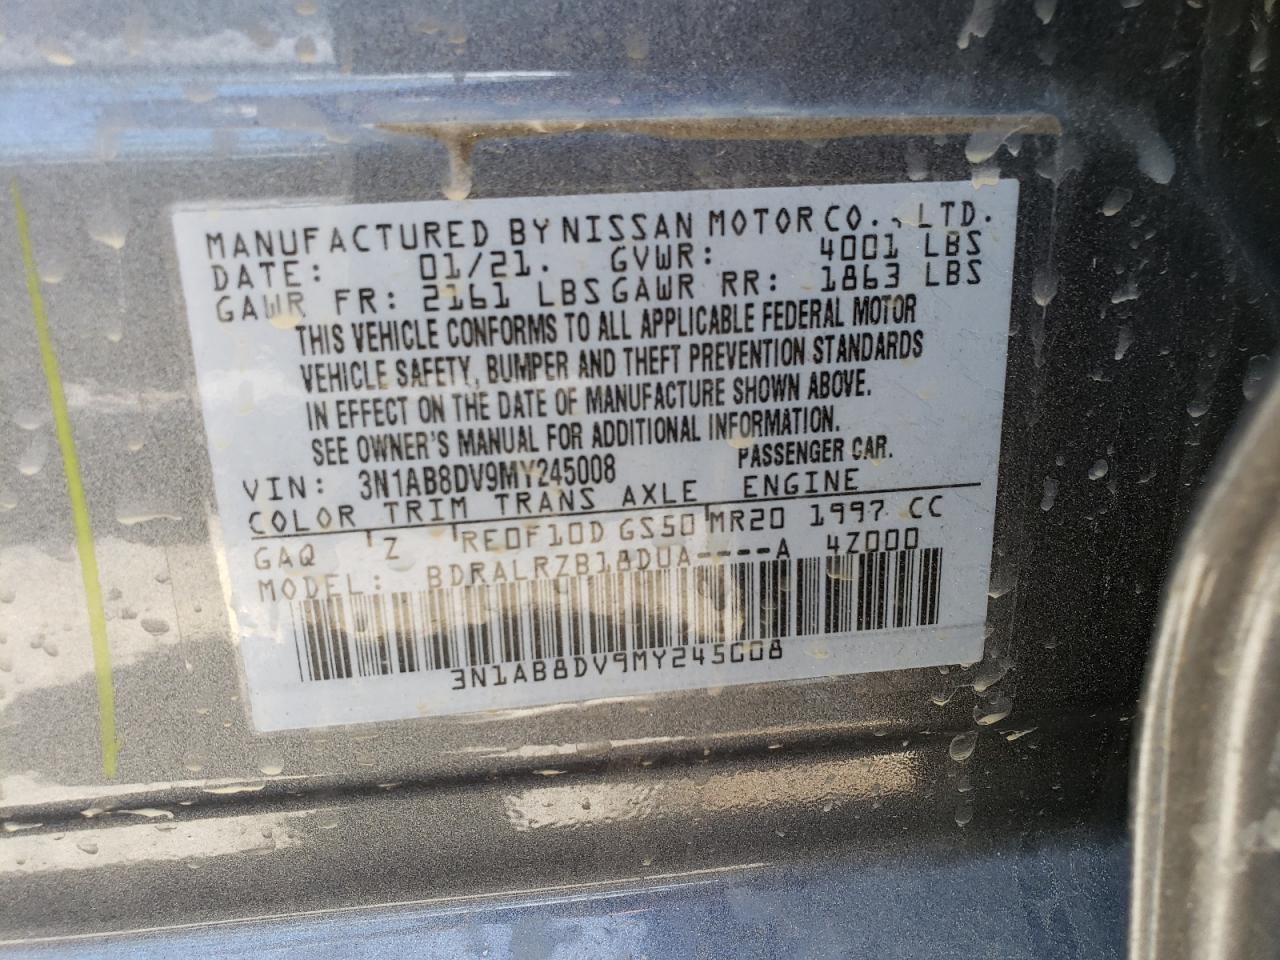 MANUFACTURED BY NISSAN MOTOR CO., LTD.
DATE: 01/21. GVWR: 4001 LBS
GAWR FR: 2161 LBS GAWR RR: 1863 LBS
THIS VEHICLE CONFORMS TO ALL APPLICABLE FEDERAL MOTOR
VEHICLE SAFETY, BUMPER AND THEFT PREVENTION STANDARDS
IN EFFECT ON THE DATE OF MANUFACTURE SHOWN ABOVE.
SEE OWNER'S MANUAL FOR ADDITIONAL INFORMATION.
VIN: 3N1AB8DV9MY245008 PASSENGER CAR.
COLOR TRIM TRANS AXLE ENGINE
GAQ Z RE0F10D GS50 MR20 1997 CC
MODEL: BDRALRZB18DUA----A 4Z000
3N1AB8DV9MY245008